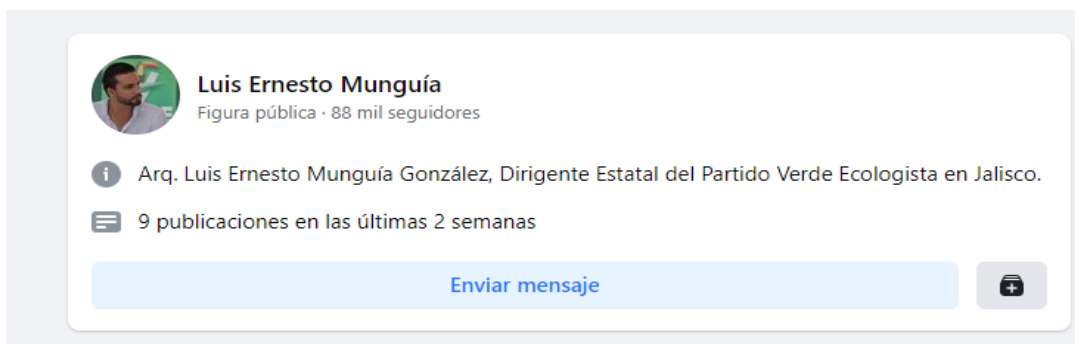 Luis Ernesto Munguía
Figura pública · 88 mil seguidores
Arq. Luis Ernesto Munguía González, Dirigente Estatal del Partido Verde Ecologista en Jalisco.
9 publicaciones en las últimas 2 semanas
Enviar mensaje